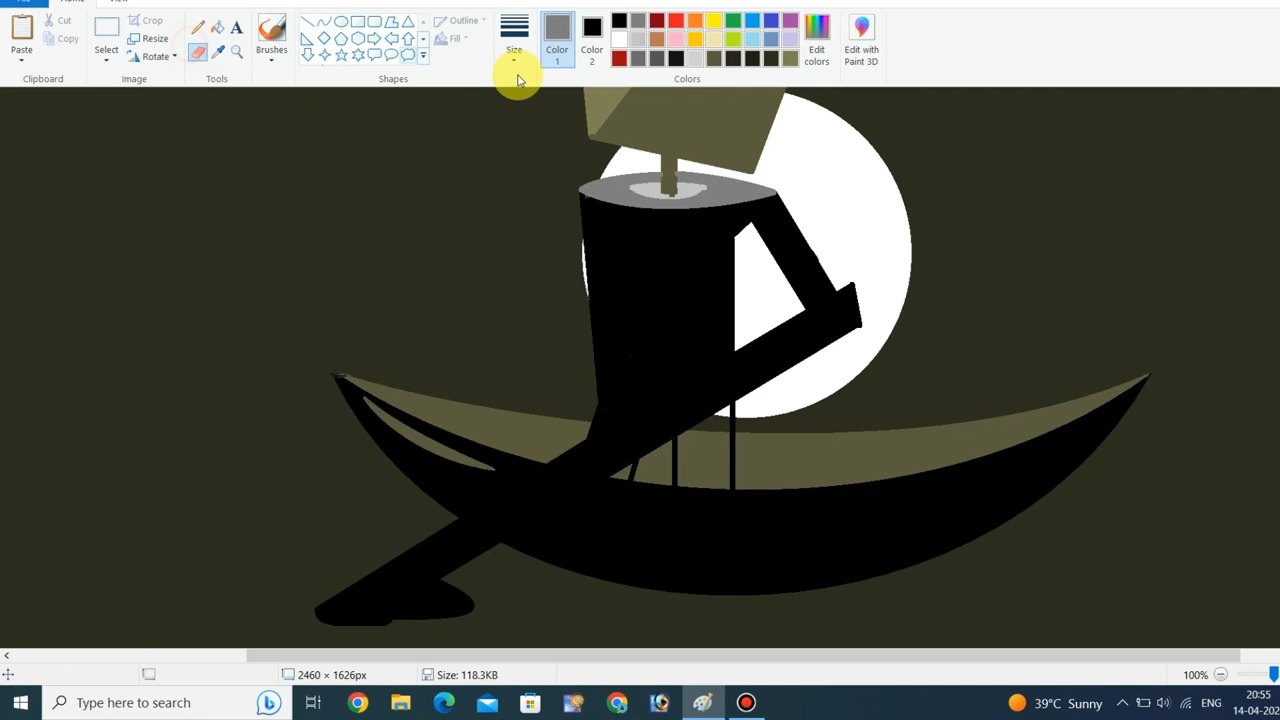 Paste
Cut
Copy
Clipboard
Select
Crop
Resize
Rotate
Image
Tools
Brushes
Shapes
Outline
Fill
Size
Color 1
Color 2
Edit colors
Colors
Edit with Paint 3D
2460 × 1626px
Size: 118.3KB
100%
Type here to search
39°C Sunny
ENG
20:55
14-04-202